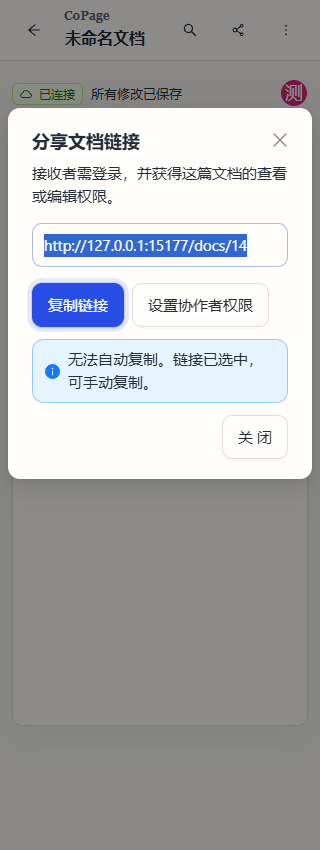 CoPage
未命名文档
已连接 所有修改已保存
测
分享文档链接
接收者需登录，并获得这篇文档的查看
或编辑权限。
http://127.0.0.1:15177/docs/14
复制链接 设置协作者权限
无法自动复制。链接已选中，
可手动复制。
关 闭